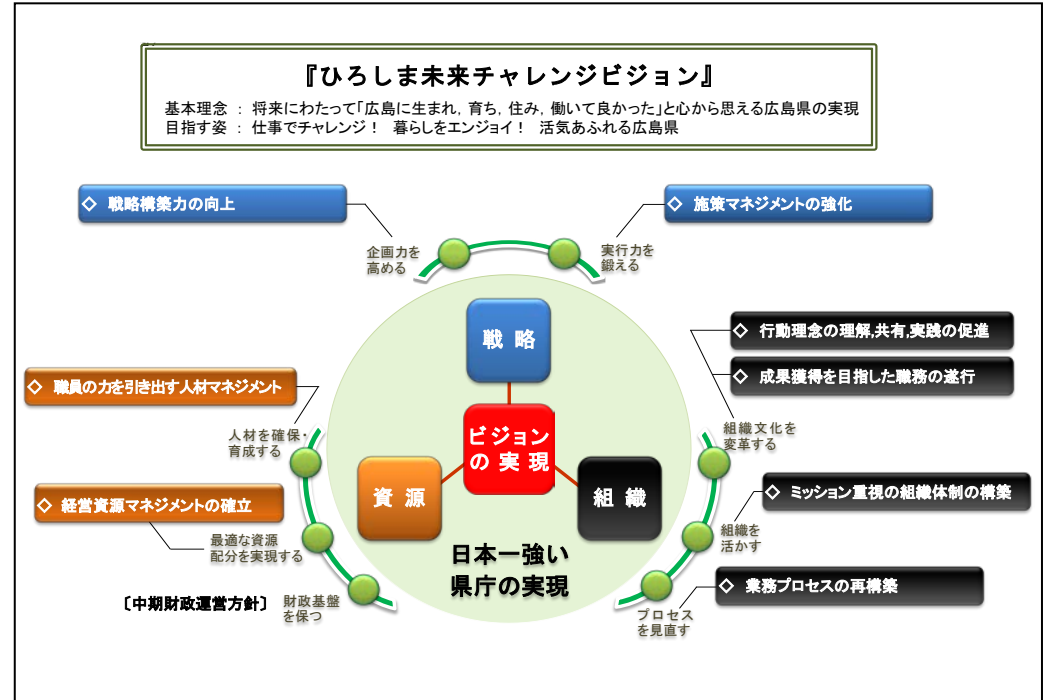 『ひろしま未来チャレンジビジョン』
基本理念 ： 将来にわたって「広島に生まれ，育ち，住み，働いて良かった」と心から思える広島県の実現
目指す姿 ： 仕事でチャレンジ！ 暮らしをエンジョイ！ 活気あふれる広島県
◇ 戦略構築力の向上
◇ 施策マネジメントの強化
企画力を
高める
実行力を
鍛える
戦 略
◇ 行動理念の理解,共有,実践の促進
◇ 成果獲得を目指した職務の遂行
◇ 職員の力を引き出す人材マネジメント
人材を確保・
育成する
組織文化を
変革する
ビジョン
の 実 現
資 源
組 織
◇ 経営資源マネジメントの確立
◇ ミッション重視の組織体制の構築
最適な資源
配分を実現する
組織を
活かす
日本一強い
県庁の実現
◇ 業務プロセスの再構築
〔中期財政運営方針〕
財政基盤
を保つ
プロセス
を見直す